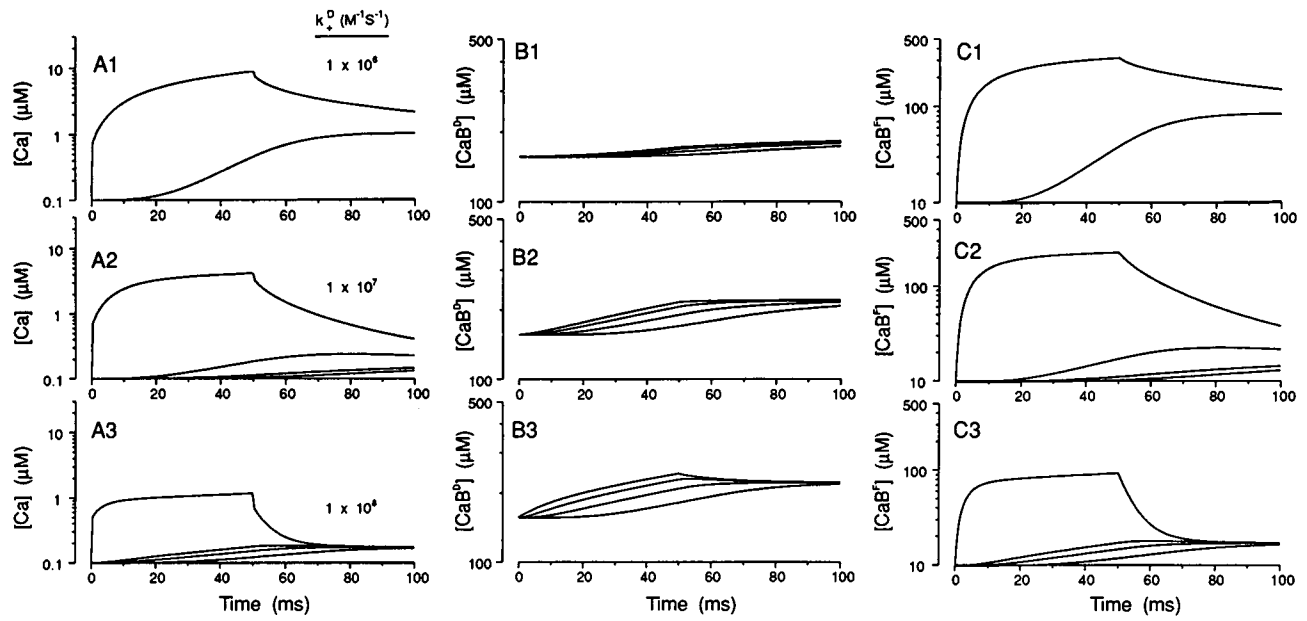 k₊ᴰ (M⁻¹S⁻¹)
A1
1 x 10⁶
[Ca] (μM)
10
1
0.1
0 20 40 60 80 100
B1
[CaBᴰ] (μM)
500
100
0 20 40 60 80 100
C1
[CaBᶠ] (μM)
500
100
10
0 20 40 60 80 100
A2
1 x 10⁷
[Ca] (μM)
10
1
0.1
0 20 40 60 80 100
B2
[CaBᴰ] (μM)
500
100
0 20 40 60 80 100
C2
[CaBᶠ] (μM)
500
100
10
0 20 40 60 80 100
A3
1 x 10⁸
[Ca] (μM)
10
1
0.1
0 20 40 60 80 100
Time (ms)
B3
[CaBᴰ] (μM)
500
100
0 20 40 60 80 100
Time (ms)
C3
[CaBᶠ] (μM)
500
100
10
0 20 40 60 80 100
Time (ms)